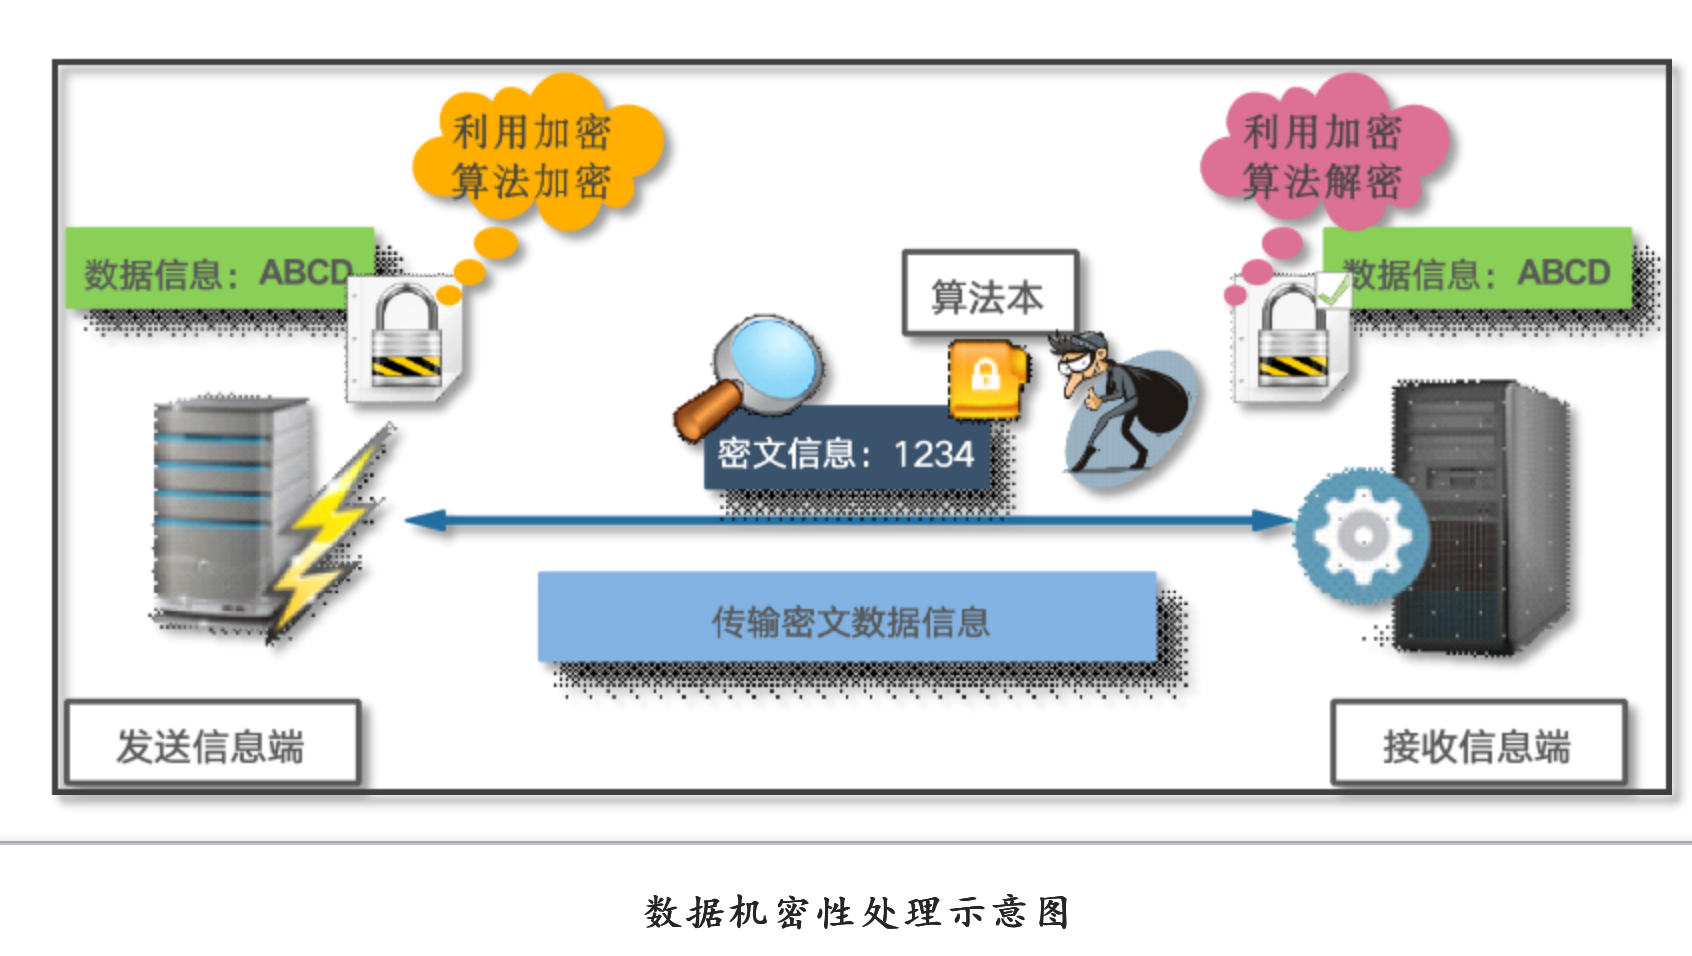 利用加密
算法加密
利用加密
算法解密
数据信息：ABCD
数据信息：ABCD
算法本
密文信息：1234
传输密文数据信息
发送信息端
接收信息端
数据机密性处理示意图